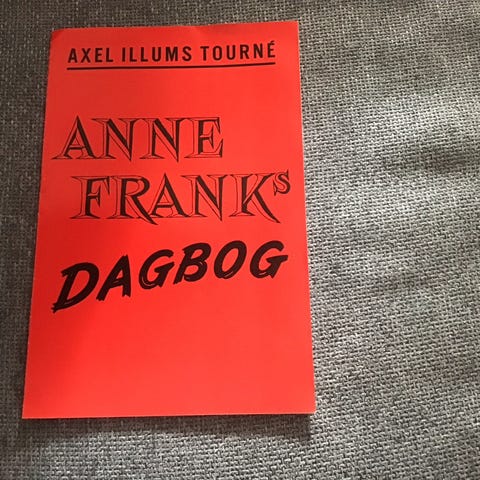 AXEL ILLUMS TOURNÉ
ANNE
FRANKs
DAGBOG